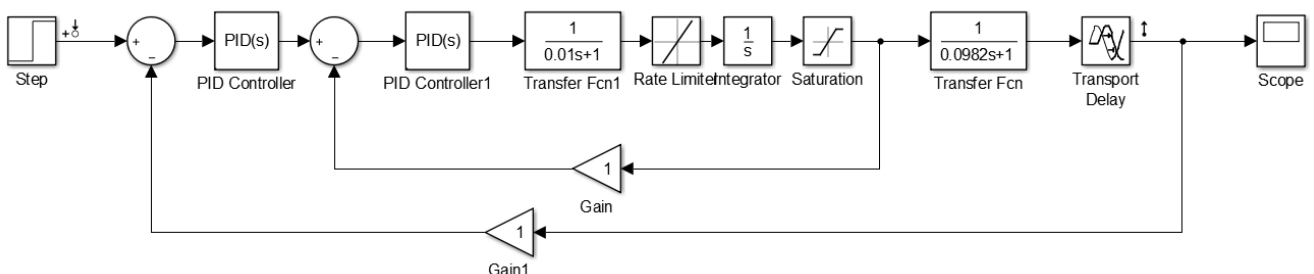 Step
+
−
PID(s)
PID Controller
+
−
PID(s)
PID Controller1
1
0.01s+1
Transfer Fcn1
Rate Limiter
1
s
Integrator
Saturation
1
0.0982s+1
Transfer Fcn
Transport
Delay
Scope
1
Gain
1
Gain1